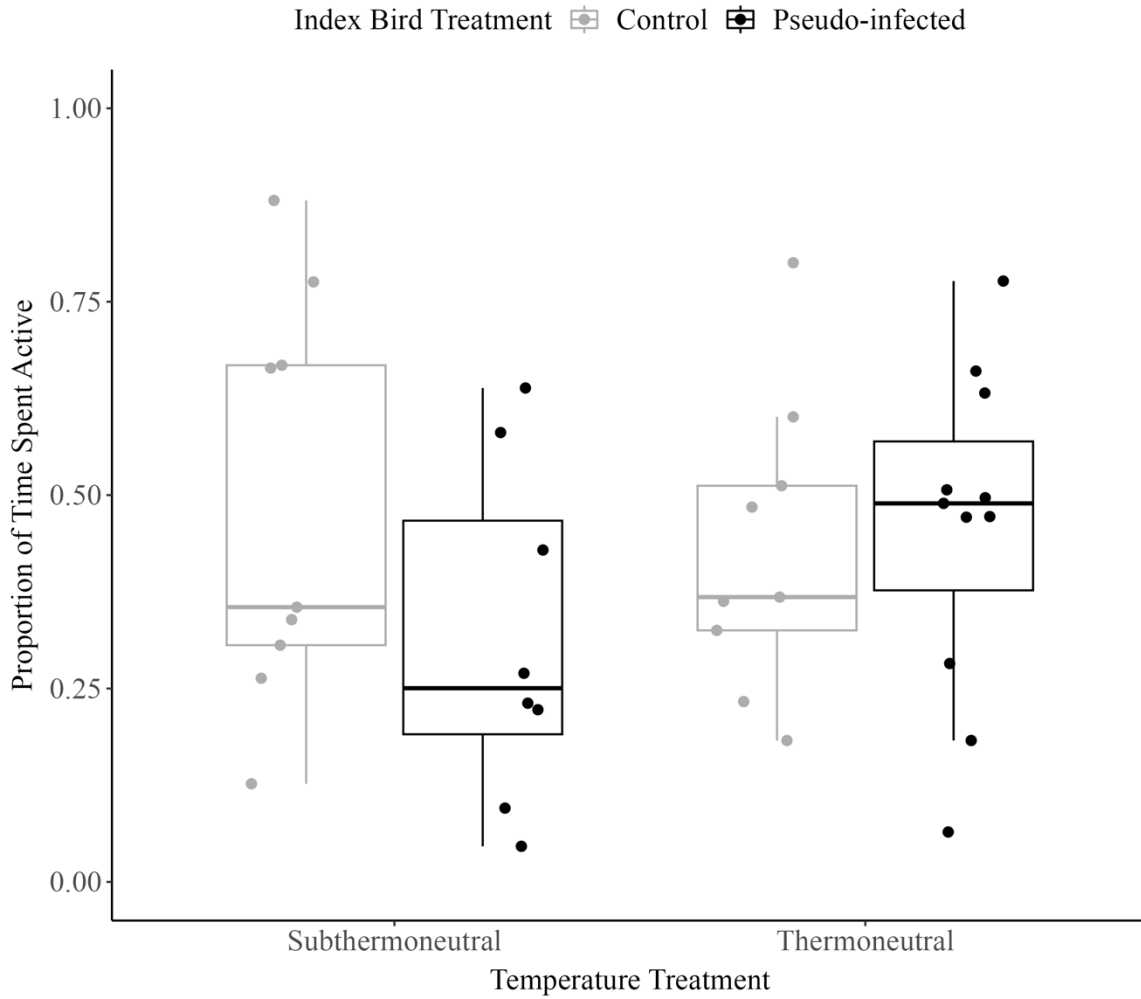 Index Bird Treatment Control Pseudo-infected
1.00
0.75
0.50
0.25
0.00
Proportion of Time Spent Active
Subthermoneutral Thermoneutral
Temperature Treatment